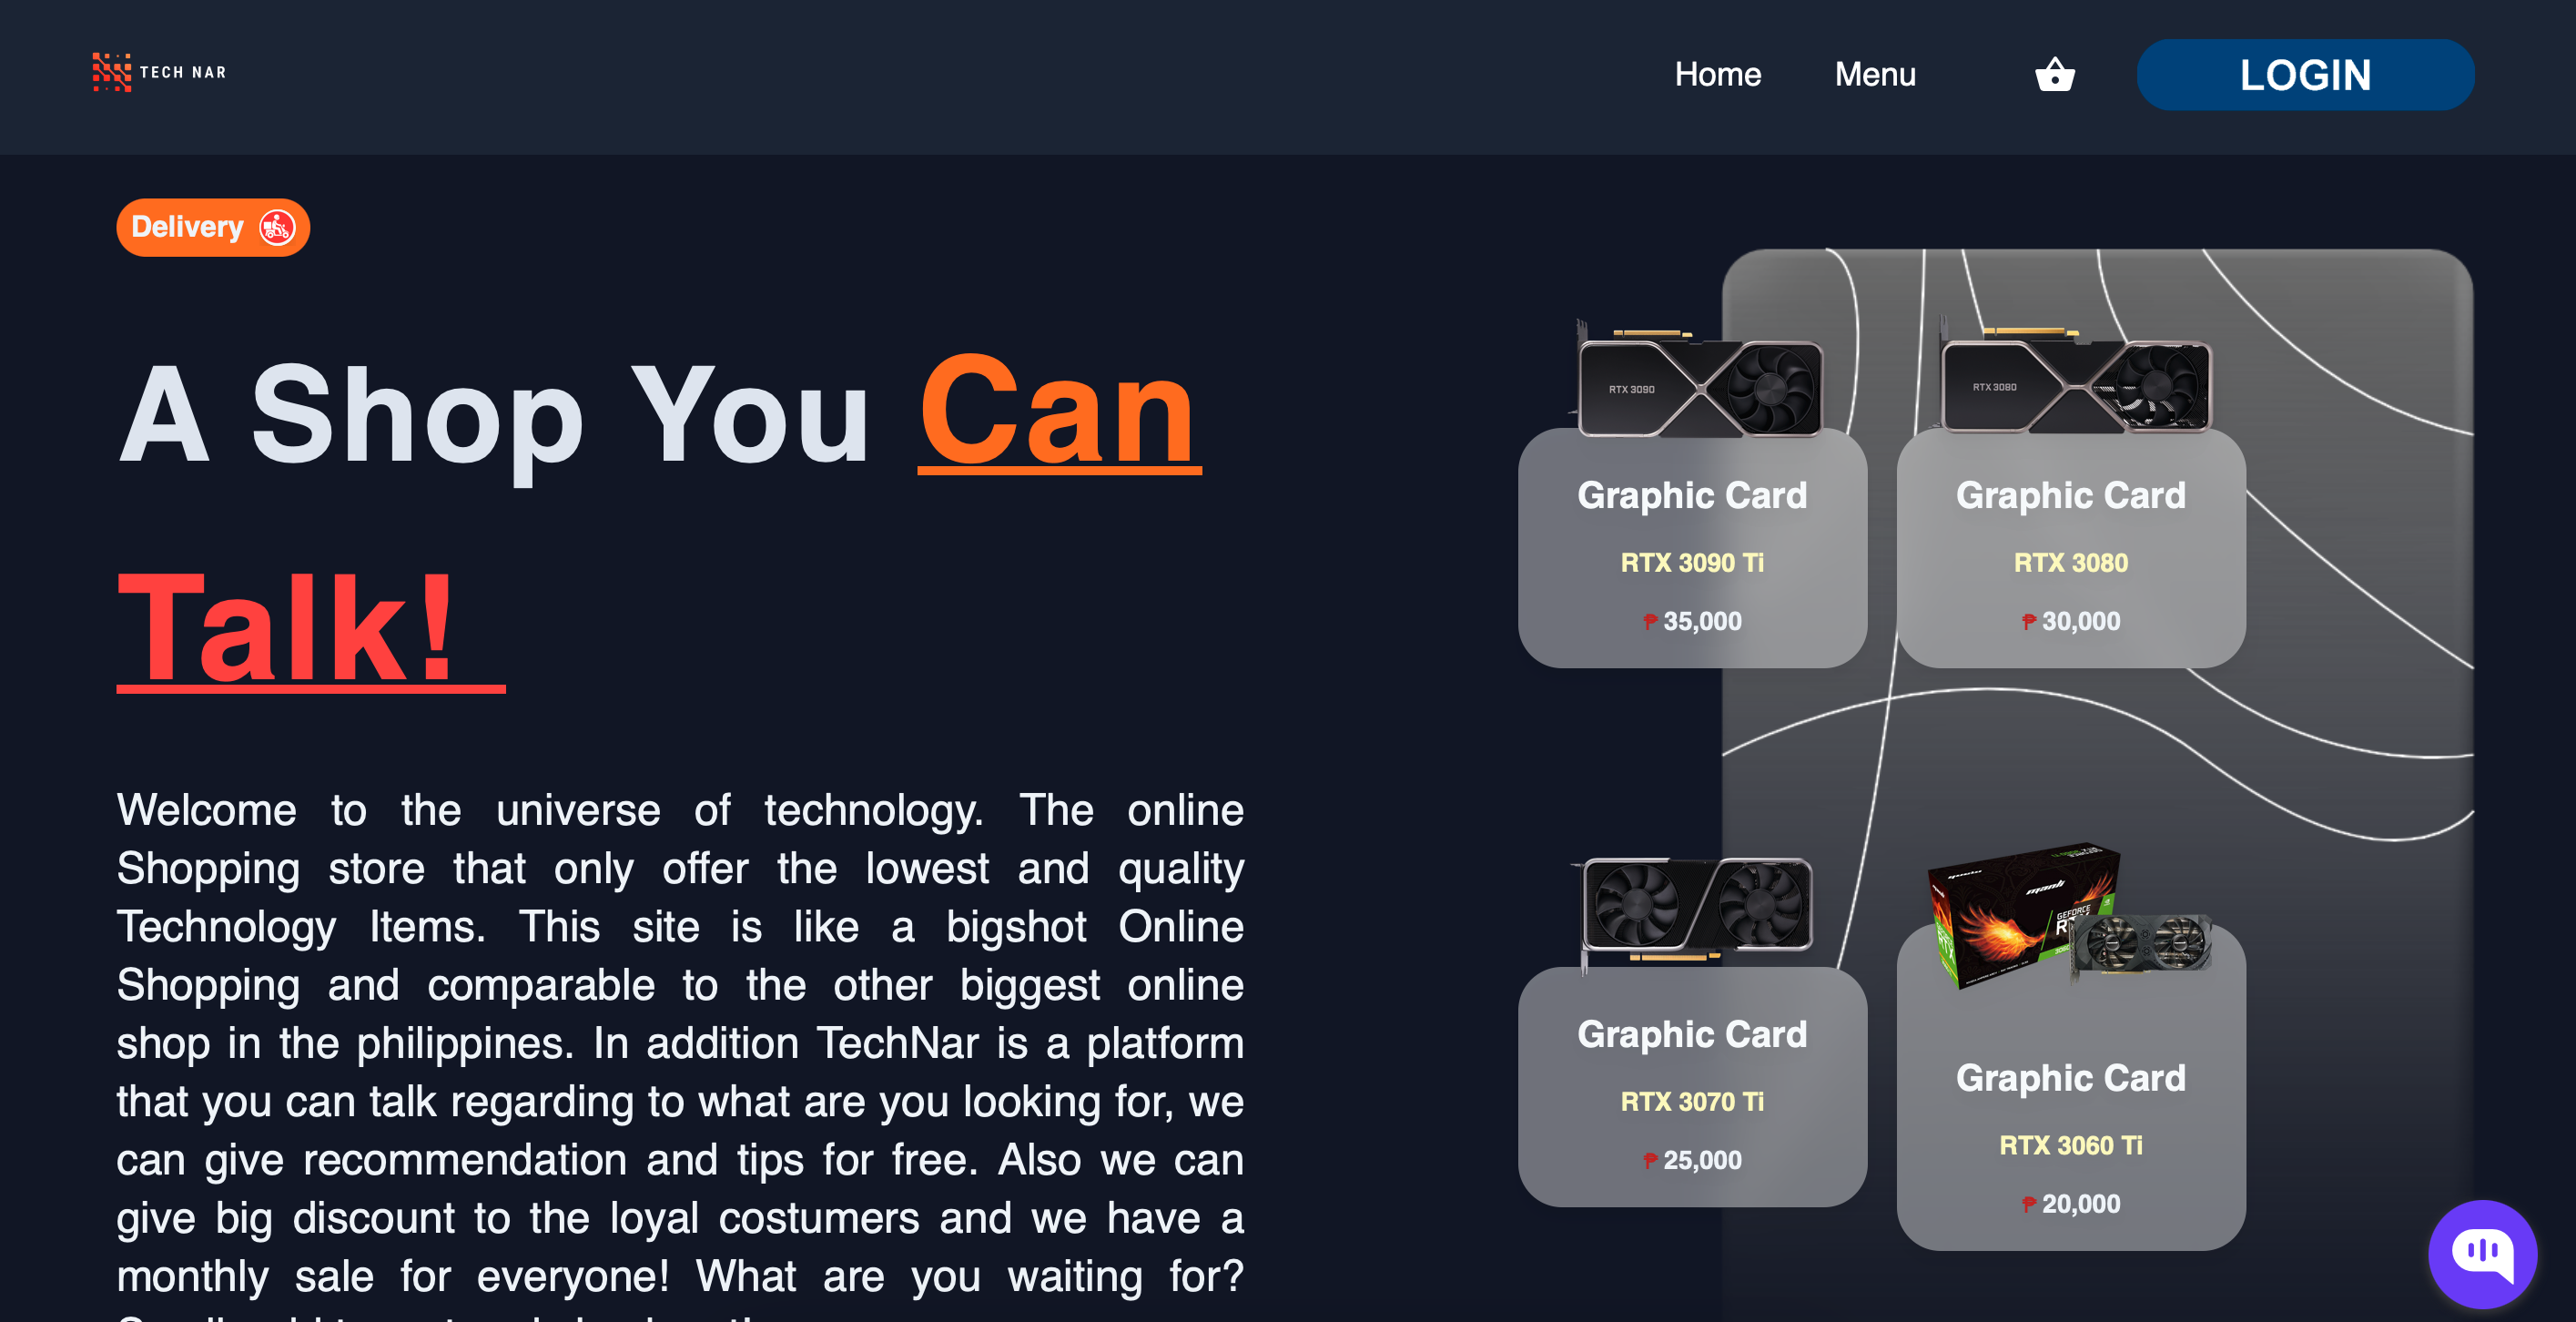 TECH NAR
Home
Menu
LOGIN
Delivery
A Shop You Can
Talk!
Welcome to the universe of technology. The online
Shopping store that only offer the lowest and quality
Technology Items. This site is like a bigshot Online
Shopping and comparable to the other biggest online
shop in the philippines. In addition TechNar is a platform
that you can talk regarding to what are you looking for, we
can give recommendation and tips for free. Also we can
give big discount to the loyal costumers and we have a
monthly sale for everyone! What are you waiting for?
RTX 3090
Graphic Card
RTX 3090 Ti
₱ 35,000
RTX 3080
Graphic Card
RTX 3080
₱ 30,000
Graphic Card
RTX 3070 Ti
₱ 25,000
manli
GEFORCE
RTX
Graphic Card
RTX 3060 Ti
₱ 20,000